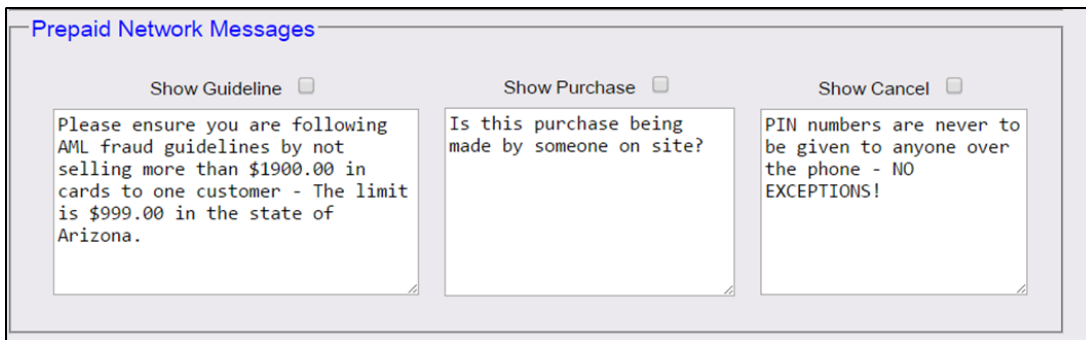 Prepaid Network Messages
Show Guideline
Please ensure you are following
AML fraud guidelines by not
selling more than $1900.00 in
cards to one customer - The limit
is $999.00 in the state of
Arizona.
Show Purchase
Is this purchase being
made by someone on site?
Show Cancel
PIN numbers are never to
be given to anyone over
the phone - NO
EXCEPTIONS!